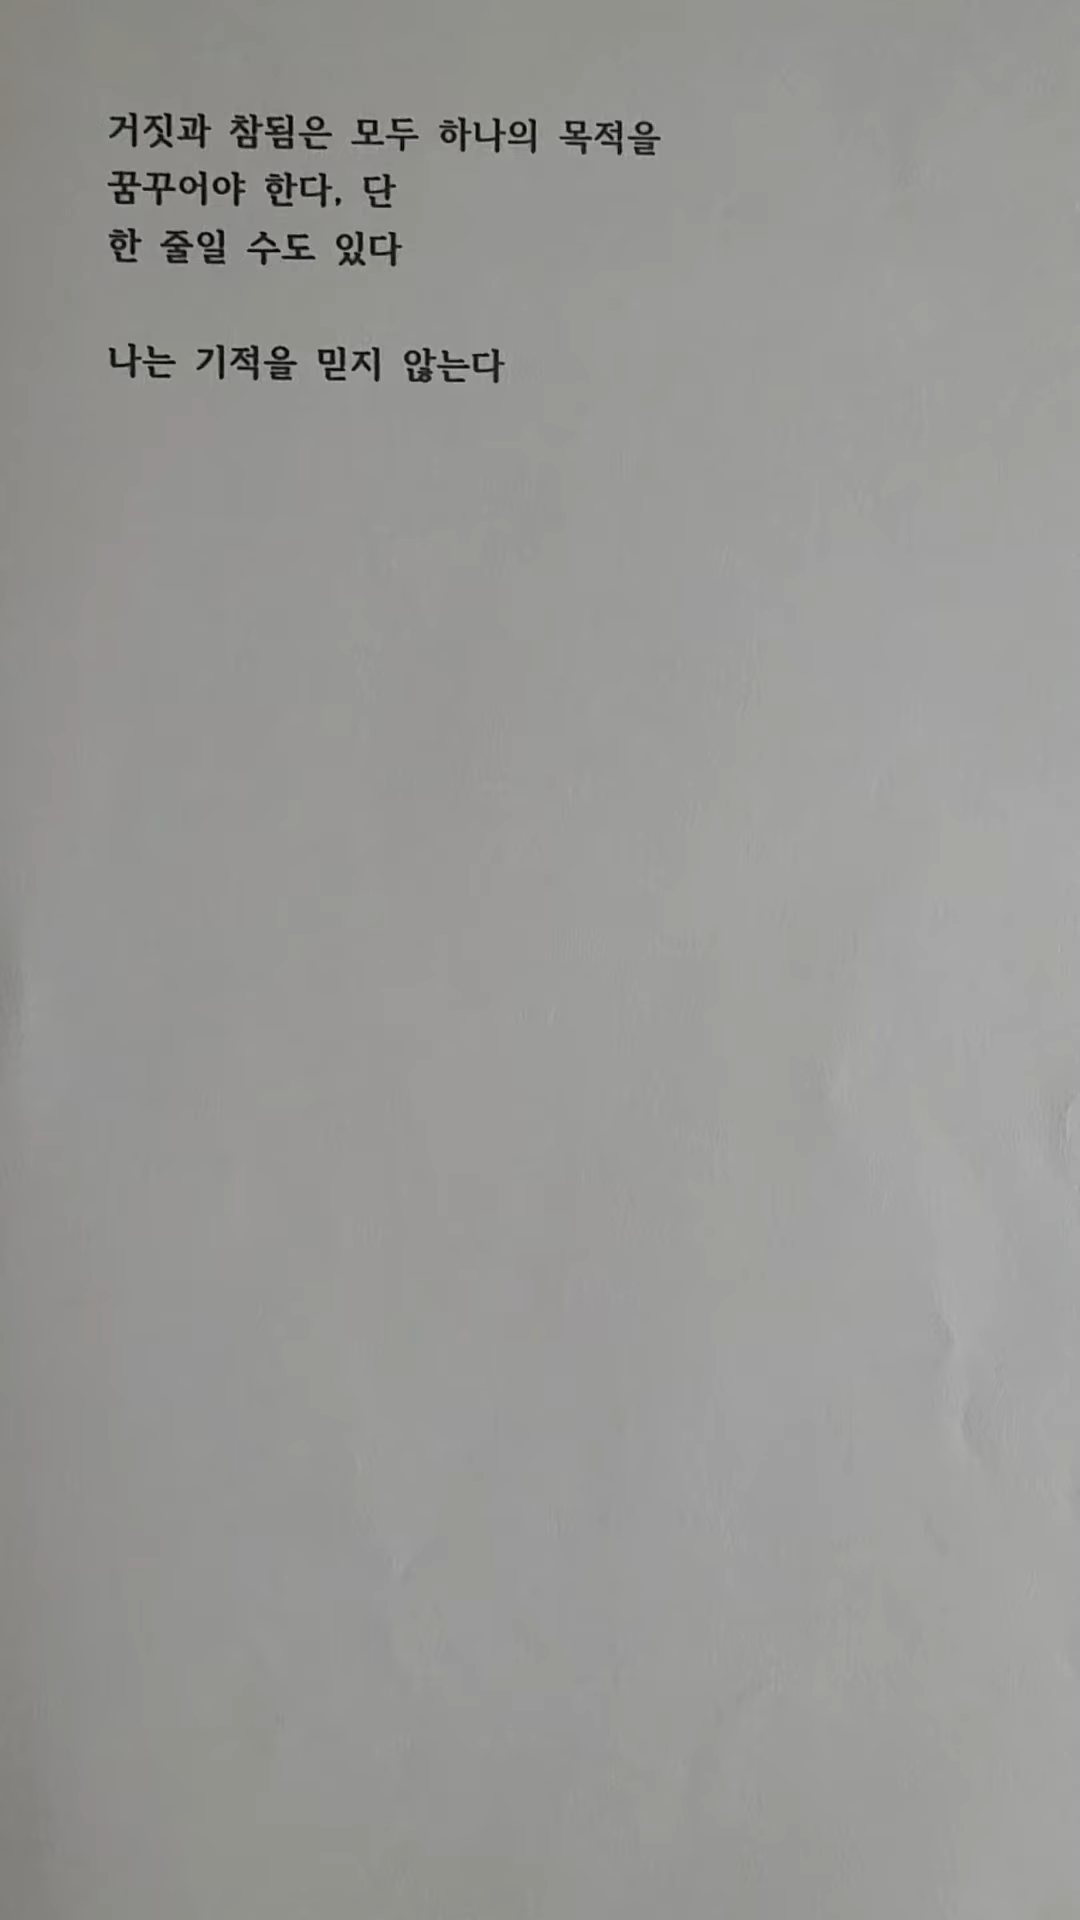 거짓과 참됨은 모두 하나의 목적을
꿈꾸어야 한다, 단
한 줄일 수도 있다
나는 기적을 믿지 않는다